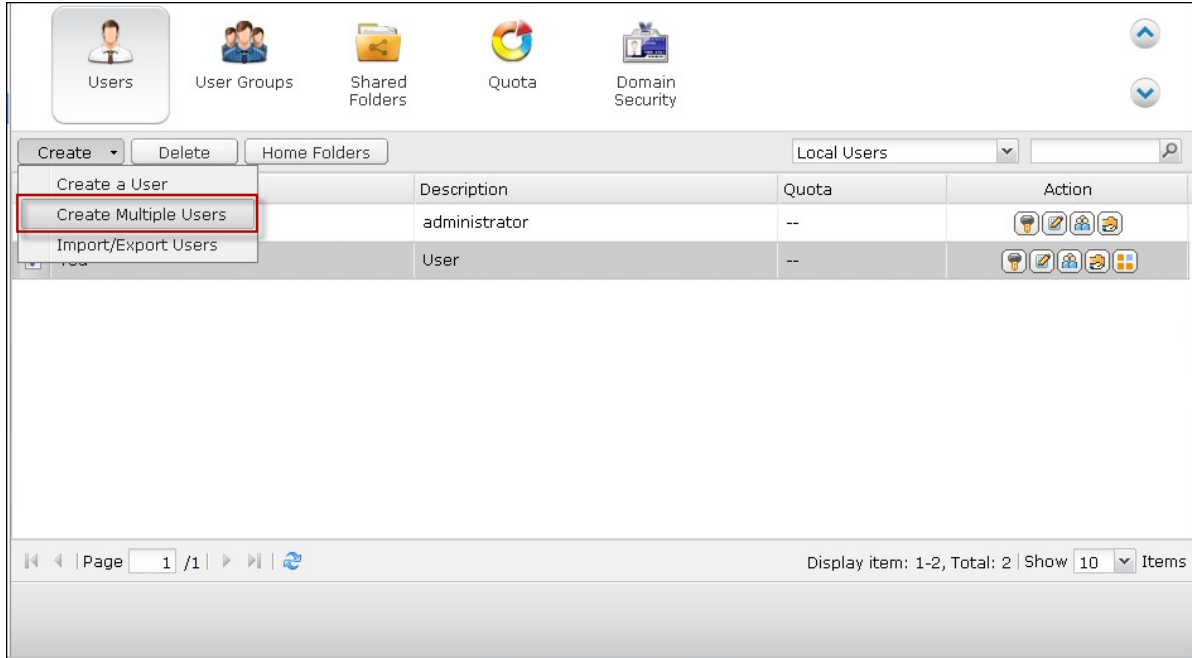 Users
User Groups
Shared
Folders
Quota
Domain
Security
Create
Delete
Home Folders
Local Users
Create a User
Create Multiple Users
Import/Export Users
Description
Quota
Action
administrator
--
User
--
Page 1 /1
Display item: 1-2, Total: 2 Show 10 Items